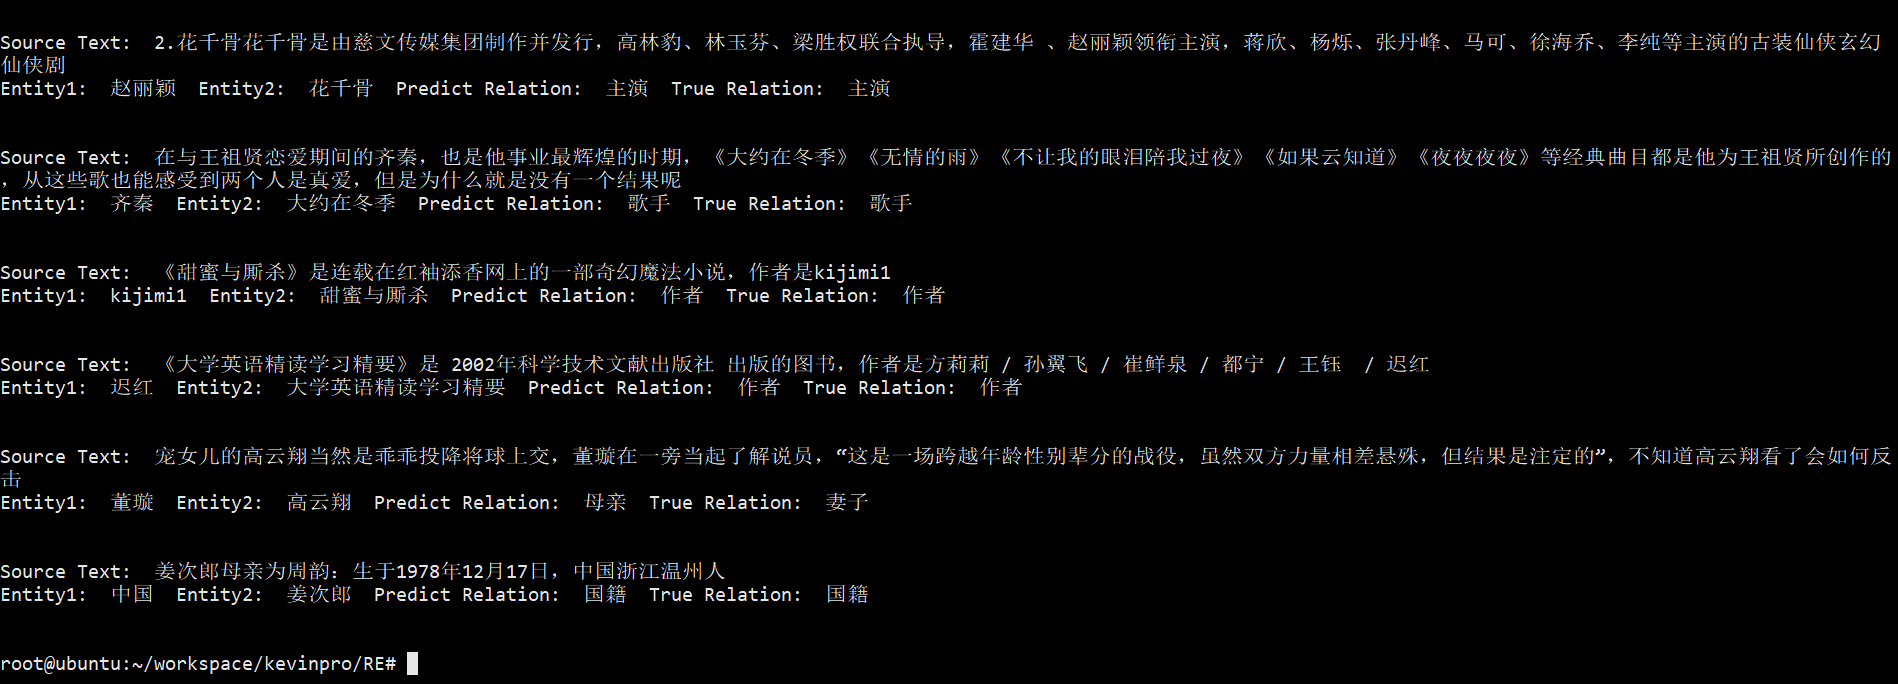 Source Text:  2.花千骨花千骨是由慈文传媒集团制作并发行，高林豹、林玉芬、梁胜权联合执导，霍建华 、赵丽颖领衔主演，蒋欣、杨烁、张丹峰、马可、徐海乔、李纯等主演的古装仙侠玄幻
仙侠剧
Entity1:  赵丽颖  Entity2:  花千骨  Predict Relation:  主演  True Relation:  主演
Source Text:  在与王祖贤恋爱期间的齐秦，也是他事业最辉煌的时期，《大约在冬季》《无情的雨》《不让我的眼泪陪我过夜》《如果云知道》《夜夜夜夜》等经典曲目都是他为王祖贤所创作的
，从这些歌也能感受到两个人是真爱，但是为什么就是没有一个结果呢
Entity1:  齐秦  Entity2:  大约在冬季  Predict Relation:  歌手  True Relation:  歌手
Source Text:  《甜蜜与厮杀》是连载在红袖添香网上的一部奇幻魔法小说，作者是kijimi1
Entity1:  kijimi1  Entity2:  甜蜜与厮杀  Predict Relation:  作者  True Relation:  作者
Source Text:  《大学英语精读学习精要》是 2002年科学技术文献出版社 出版的图书，作者是方莉莉 / 孙翼飞 / 崔鲜泉 / 都宁 / 王钰  / 迟红
Entity1:  迟红  Entity2:  大学英语精读学习精要  Predict Relation:  作者  True Relation:  作者
Source Text:  宠女儿的高云翔当然是乖乖投降将球上交，董璇在一旁当起了解说员，“这是一场跨越年龄性别辈分的战役，虽然双方力量相差悬殊，但结果是注定的”，不知道高云翔看了会如何反
击
Entity1:  董璇  Entity2:  高云翔  Predict Relation:  母亲  True Relation:  妻子
Source Text:  姜次郎母亲为周韵：生于1978年12月17日，中国浙江温州人
Entity1:  中国  Entity2:  姜次郎  Predict Relation:  国籍  True Relation:  国籍
root@ubuntu:~/workspace/kevinpro/RE#